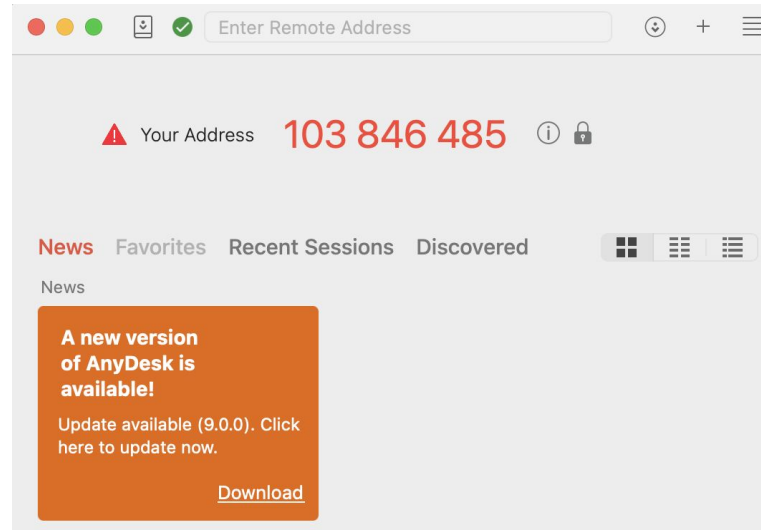 Enter Remote Address
Your Address 103 846 485
News Favorites Recent Sessions Discovered
News
A new version
of AnyDesk is
available!
Update available (9.0.0). Click
here to update now.
Download